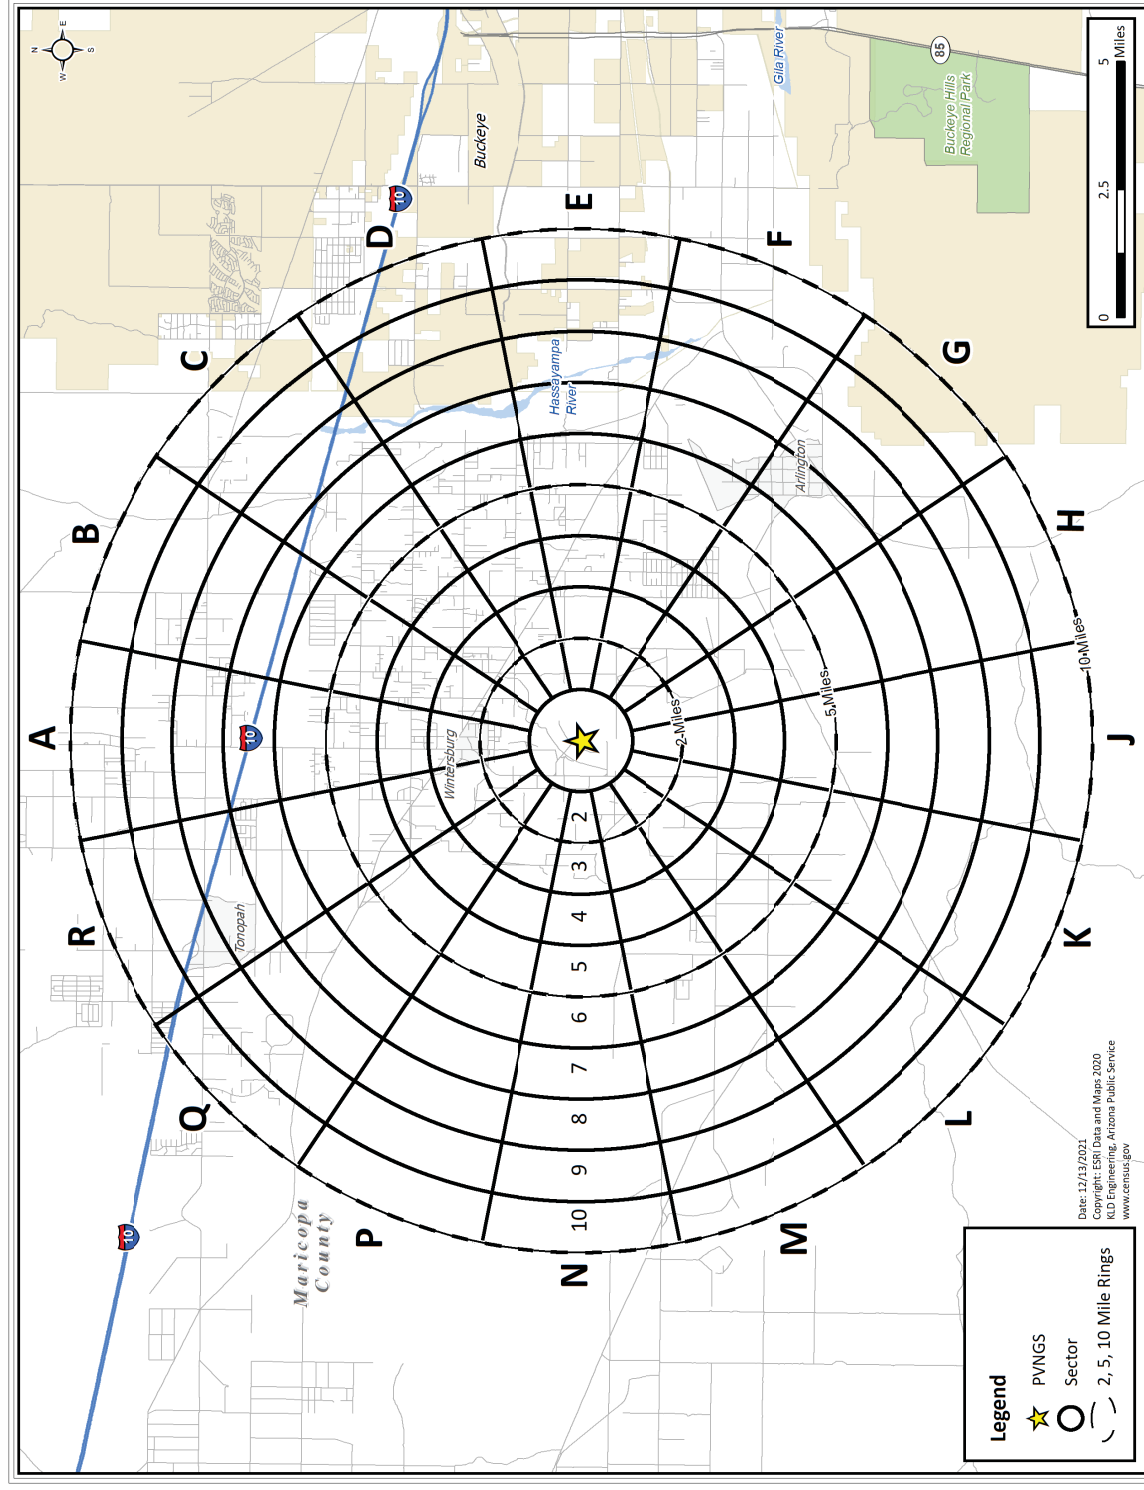 N
E
S
W
10
10
10
85
A
B
C
D
E
F
G
H
J
K
L
M
N
P
Q
R
Buckeye
Gila River
Buckeye Hills
Regional Park
Hassayampa
River
Arlington
Wintersburg
Tonopah
Maricopa
County
2
3
4
5
6
7
8
9
10
2-Miles
5-Miles
10-Miles
0 2.5 5
Miles
Legend
PVNGS
Sector
2, 5, 10 Mile Rings
Date: 12/13/2021
Copyright: ESRI Data and Maps 2020
KLD Engineering, Arizona Public Service
www.census.gov